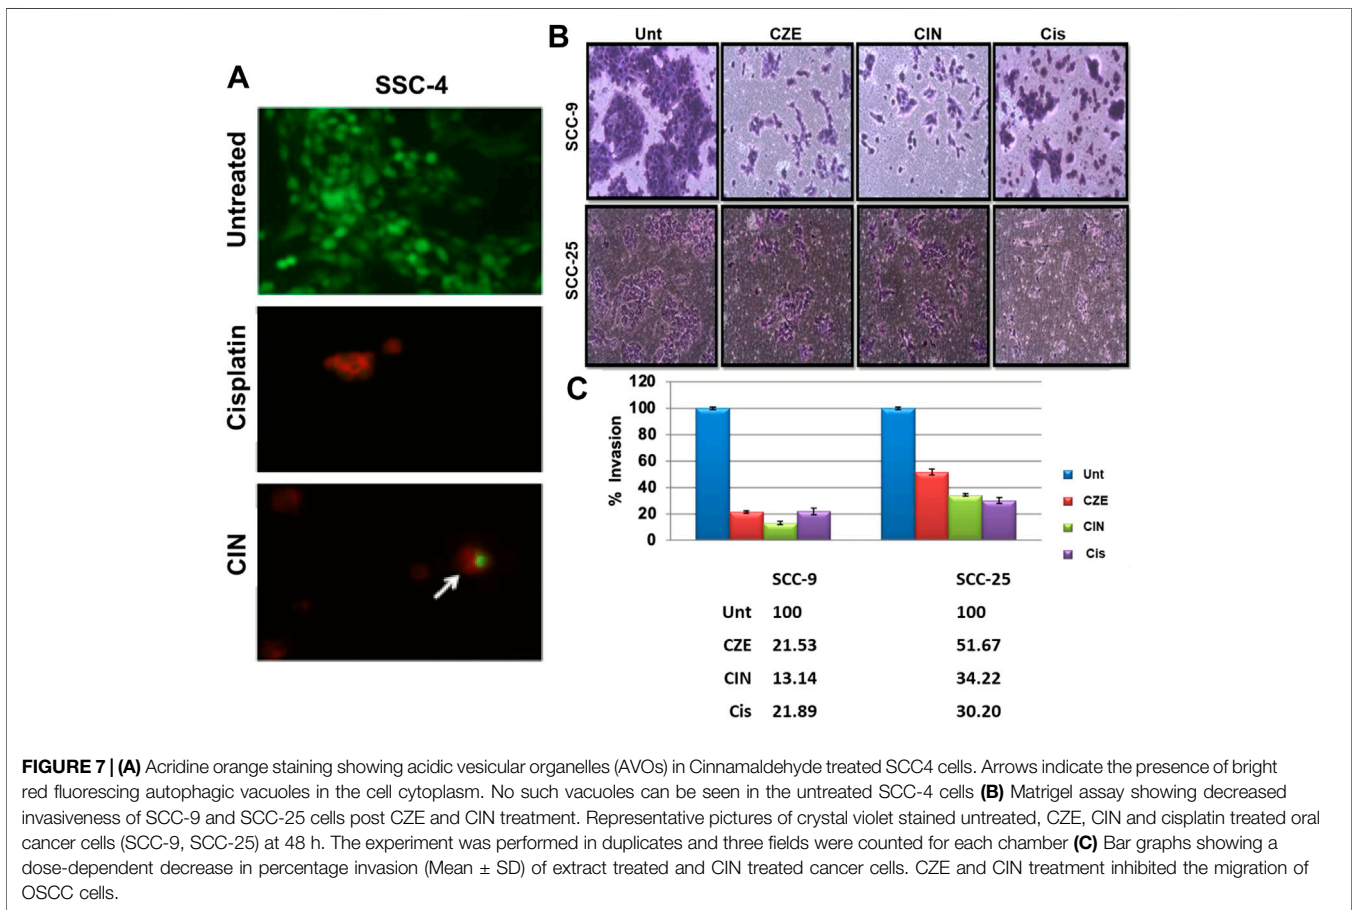 A
SSC-4
Untreated
Cisplatin
CIN
B
Unt CZE CIN Cis
SCC-9
SCC-25
C
% Invasion
120
100
80
60
40
20
0
Unt
CZE
CIN
Cis
SCC-9 SCC-25
Unt 100 100
CZE 21.53 51.67
CIN 13.14 34.22
Cis 21.89 30.20
FIGURE 7 | (A) Acridine orange staining showing acidic vesicular organelles (AVOs) in Cinnamaldehyde treated SCC4 cells. Arrows indicate the presence of bright
red fluorescing autophagic vacuoles in the cell cytoplasm. No such vacuoles can be seen in the untreated SCC-4 cells (B) Matrigel assay showing decreased
invasiveness of SCC-9 and SCC-25 cells post CZE and CIN treatment. Representative pictures of crystal violet stained untreated, CZE, CIN and cisplatin treated oral
cancer cells (SCC-9, SCC-25) at 48 h. The experiment was performed in duplicates and three fields were counted for each chamber (C) Bar graphs showing a
dose-dependent decrease in percentage invasion (Mean ± SD) of extract treated and CIN treated cancer cells. CZE and CIN treatment inhibited the migration of
OSCC cells.